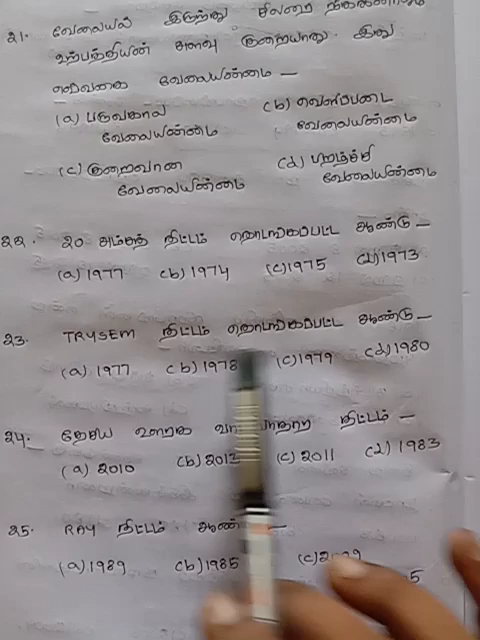 21. வேலையில் இருந்து சிலரை நீக்கினாலும்
உற்பத்தியின் அளவு குறையாது. இது
எவ்வகை வேலையின்மை —
(a) பருவகால வேலையின்மை (b) வெளிப்படை வேலையின்மை
(c) குறைவான வேலையின்மை (d) மறைமுக வேலையின்மை
22. 20 அம்சத் திட்டம் தொடங்கப்பட்ட ஆண்டு —
(a) 1977 (b) 1974 (c) 1975 (d) 1973
23. TRYSEM திட்டம் தொடங்கப்பட்ட ஆண்டு —
(a) 1977 (b) 1978 (c) 1979 (d) 1980
24. தேசிய ஊரக திட்டம் —
(a) 2010 (b) 2012 (c) 2011 (d) 1983
25. RAY திட்டம் —
(a) 1989 (b) 1985 (c)